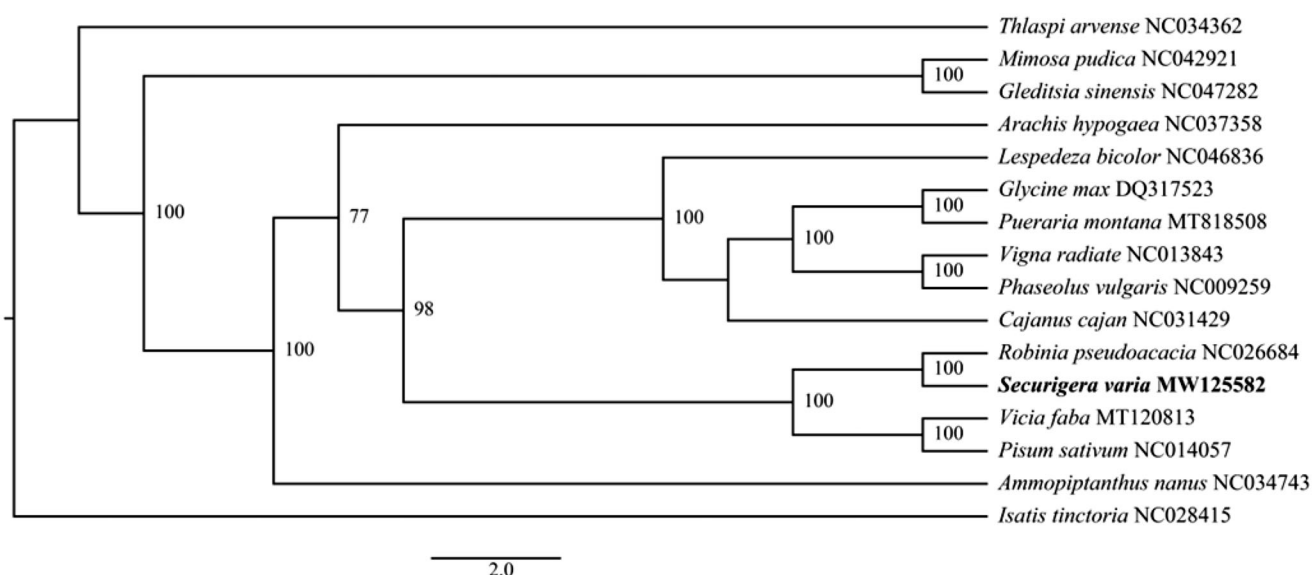 Thlaspi arvense NC034362
Mimosa pudica NC042921
100
Gleditsia sinensis NC047282
Arachis hypogaea NC037358
Lespedeza bicolor NC046836
Glycine max DQ317523
100
Pueraria montana MT818508
100
77
100
100
Vigna radiate NC013843
100
Phaseolus vulgaris NC009259
98
Cajanus cajan NC031429
100
Robinia pseudoacacia NC026684
100
Securigera varia MW125582
100
Vicia faba MT120813
100
Pisum sativum NC014057
Ammopiptanthus nanus NC034743
Isatis tinctoria NC028415
2.0